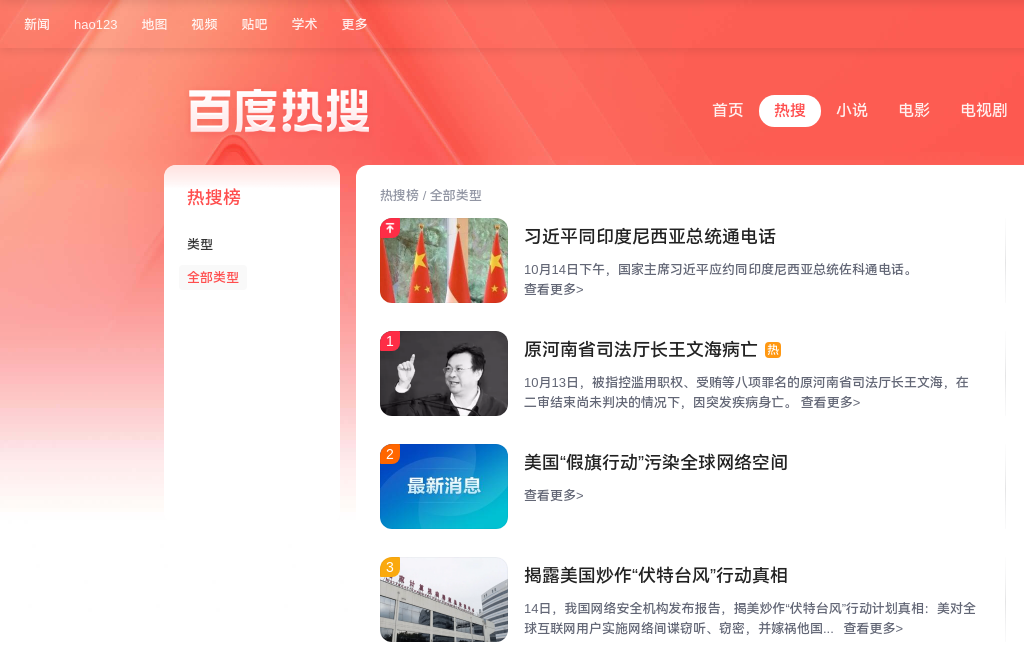 新闻 hao123 地图 视频 贴吧 学术 更多
百度热搜
首页 热搜 小说 电影 电视剧
热搜榜
类型
全部类型
热搜榜 / 全部类型
习近平同印度尼西亚总统通电话
10月14日下午，国家主席习近平应约同印度尼西亚总统佐科通电话。
查看更多>
1
原河南省司法厅长王文海病亡 热
10月13日，被指控滥用职权、受贿等八项罪名的原河南省司法厅长王文海，在
二审结束尚未判决的情况下，因突发疾病身亡。 查看更多>
2
最新消息
美国“假旗行动”污染全球网络空间
查看更多>
3
揭露美国炒作“伏特台风”行动真相
14日，我国网络安全机构发布报告，揭美炒作“伏特台风”行动计划真相：美对全
球互联网用户实施网络间谍窃听、窃密，并嫁祸他国... 查看更多>